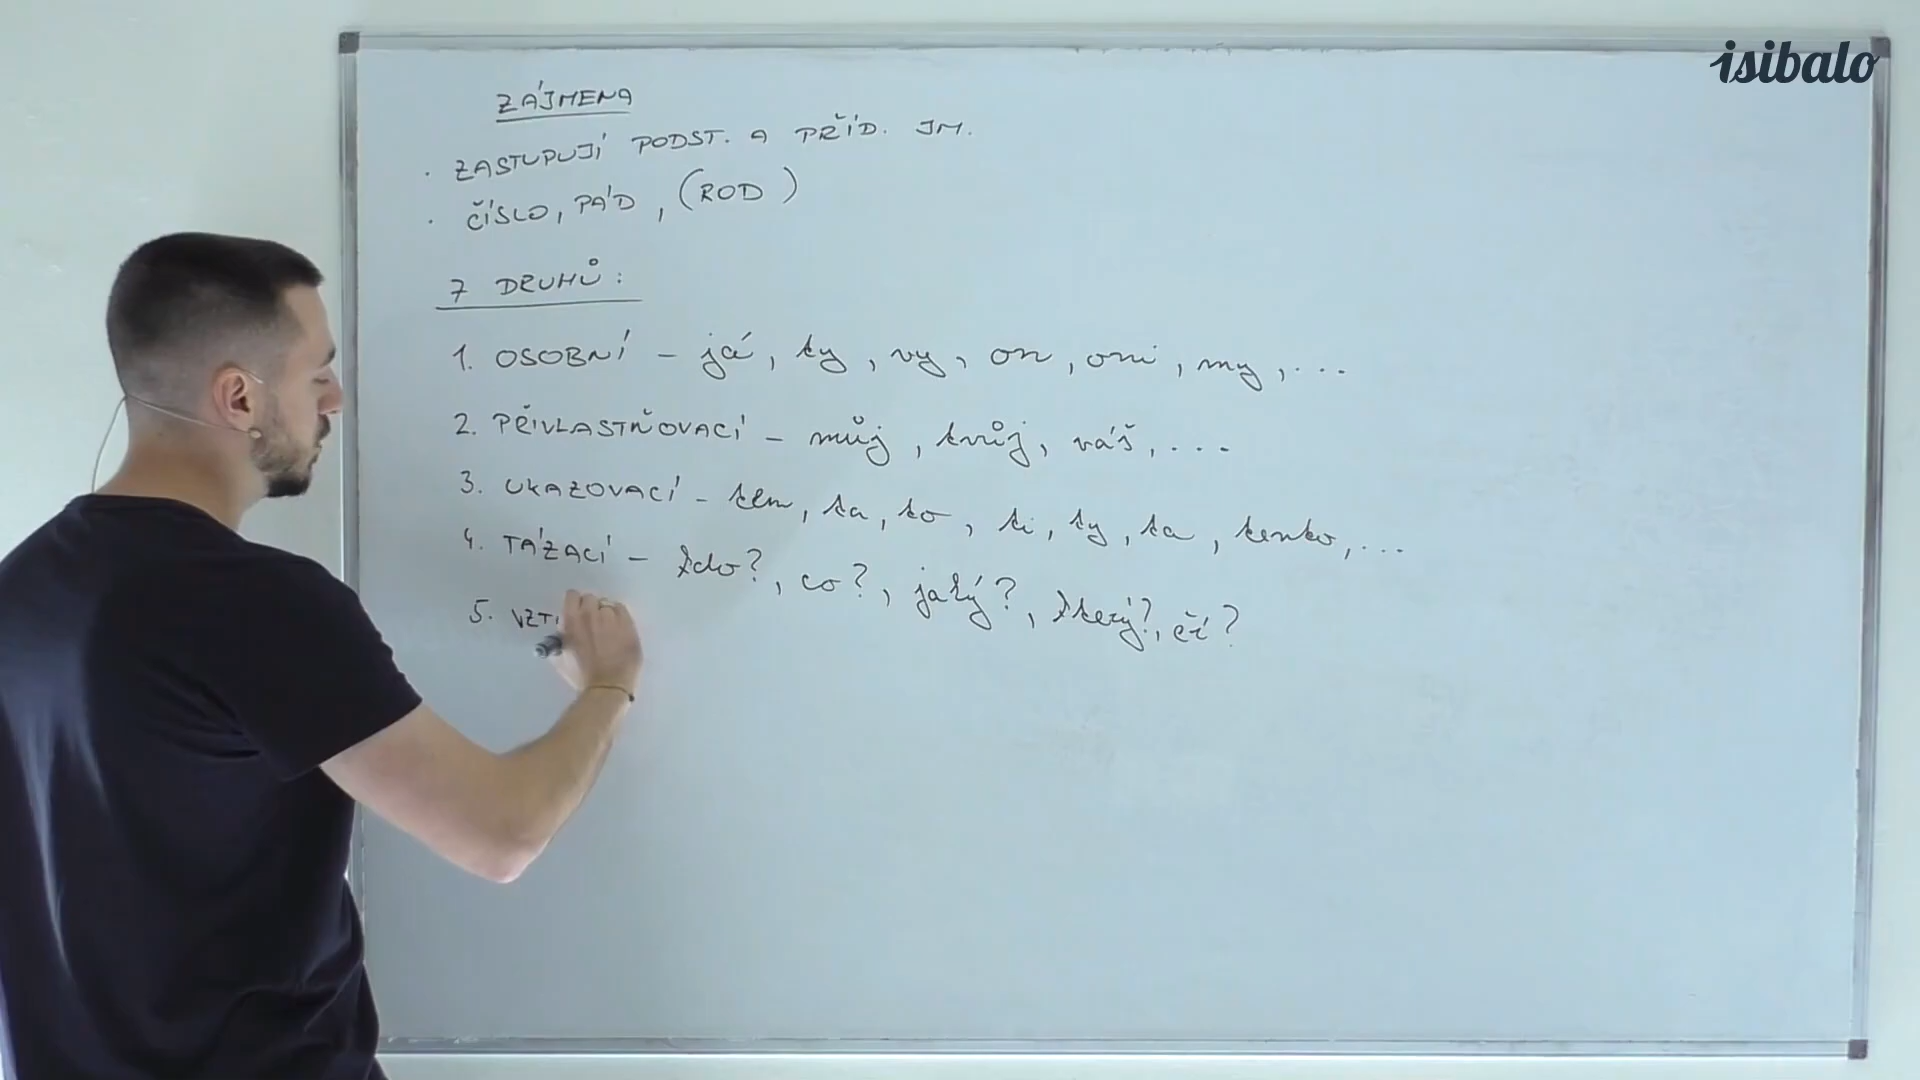 isibalo
ZÁJMENA
· ZASTUPUJÍ PODST. A PŘÍD. JM.
· ČÍSLO, PÁD, (ROD)
7 DRUHŮ:
1. OSOBNÍ – já, ty, vy, on, oni, my, ...
2. PŘIVLASTŇOVACÍ – můj, tvůj, váš, ...
3. UKAZOVACÍ – ten, ta, to, ti, ty, ta, tento, ...
4. TÁZACÍ – kdo?, co?, jaký?, který?, čí?
5. VZT